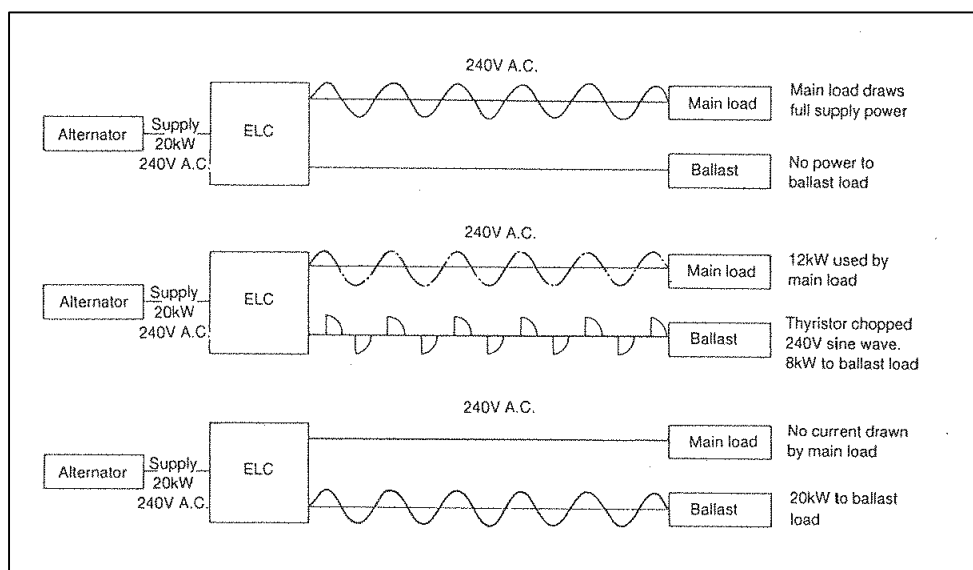 240V A.C.
Alternator
Supply
20kW
240V A.C.
ELC
Main load
Main load draws
full supply power
Ballast
No power to
ballast load
240V A.C.
Alternator
Supply
20kW
240V A.C.
ELC
Main load
12kW used by
main load
Ballast
Thyristor chopped
240V sine wave.
8kW to ballast load
240V A.C.
Alternator
Supply
20kW
240V A.C.
ELC
Main load
No current drawn
by main load
Ballast
20kW to ballast
load